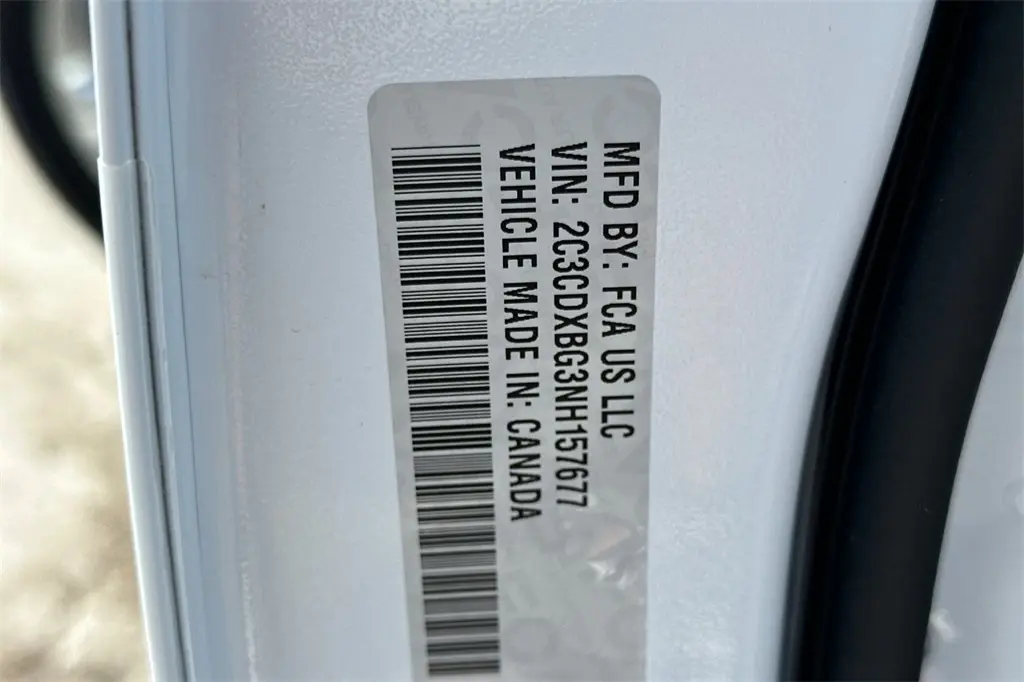 MFD BY: FCA US LLC
VIN: 2C3CDXBG3NH157677
VEHICLE MADE IN: CANADA